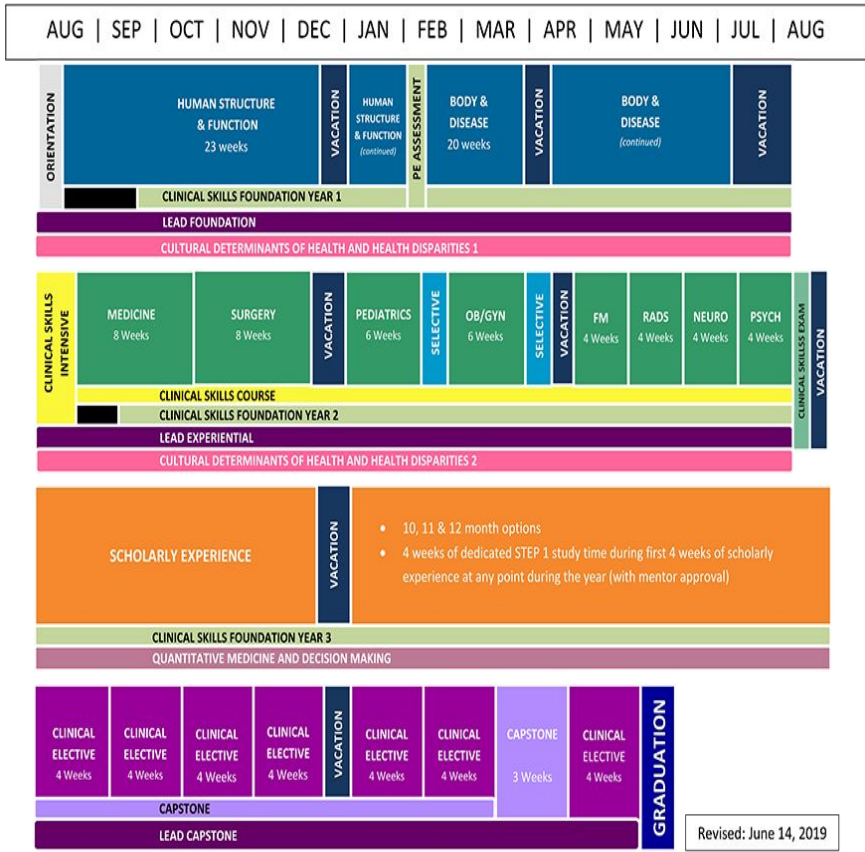 AUG | SEP | OCT | NOV | DEC | JAN | FEB | MAR | APR | MAY | JUN | JUL | AUG
ORIENTATION
HUMAN STRUCTURE
& FUNCTION
23 weeks
VACATION
HUMAN
STRUCTURE
& FUNCTION
(continued)
PE ASSESSMENT
BODY &
DISEASE
20 weeks
VACATION
BODY &
DISEASE
(continued)
VACATION
CLINICAL SKILLS FOUNDATION YEAR 1
LEAD FOUNDATION
CULTURAL DETERMINANTS OF HEALTH AND HEALTH DISPARITIES 1
CLINICAL SKILLS
INTENSIVE
MEDICINE
8 Weeks
SURGERY
8 Weeks
VACATION
PEDIATRICS
6 Weeks
SELECTIVE
OB/GYN
6 Weeks
SELECTIVE
VACATION
FM
4 Weeks
RADS
4 Weeks
NEURO
4 Weeks
PSYCH
4 Weeks
CLINICAL SKILLSS EXAM
VACATION
CLINICAL SKILLS COURSE
CLINICAL SKILLS FOUNDATION YEAR 2
LEAD EXPERIENTIAL
CULTURAL DETERMINANTS OF HEALTH AND HEALTH DISPARITIES 2
SCHOLARLY EXPERIENCE
VACATION
• 10, 11 & 12 month options
• 4 weeks of dedicated STEP 1 study time during first 4 weeks of scholarly
experience at any point during the year (with mentor approval)
CLINICAL SKILLS FOUNDATION YEAR 3
QUANTITATIVE MEDICINE AND DECISION MAKING
CLINICAL
ELECTIVE
4 Weeks
CLINICAL
ELECTIVE
4 Weeks
CLINICAL
ELECTIVE
4 Weeks
CLINICAL
ELECTIVE
4 Weeks
VACATION
CLINICAL
ELECTIVE
4 Weeks
CLINICAL
ELECTIVE
4 Weeks
CAPSTONE
3 Weeks
CLINICAL
ELECTIVE
4 Weeks
GRADUATION
CAPSTONE
LEAD CAPSTONE
Revised: June 14, 2019